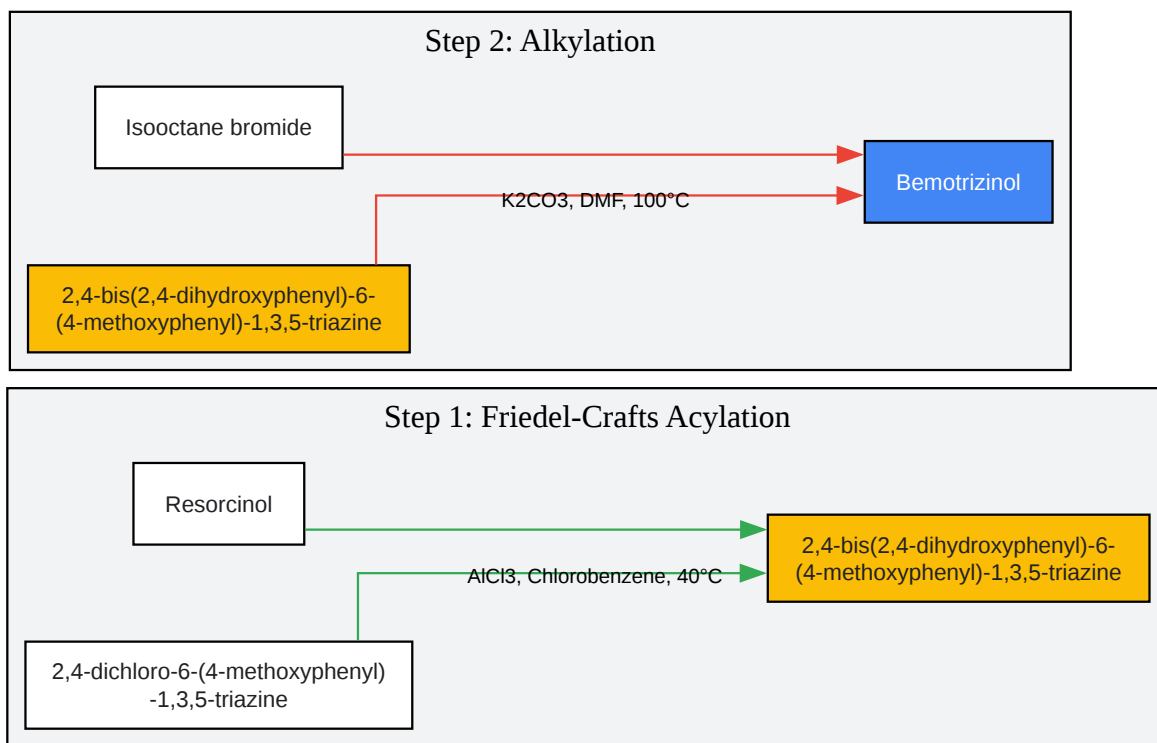 Step 2: Alkylation
Isooctane bromide
Bemotrizinol
K2CO3, DMF, 100°C
2,4-bis(2,4-dihydroxyphenyl)-6-
(4-methoxyphenyl)-1,3,5-triazine
Step 1: Friedel-Crafts Acylation
Resorcinol
2,4-bis(2,4-dihydroxyphenyl)-6-
(4-methoxyphenyl)-1,3,5-triazine
AlCl3, Chlorobenzene, 40°C
2,4-dichloro-6-(4-methoxyphenyl)
-1,3,5-triazine